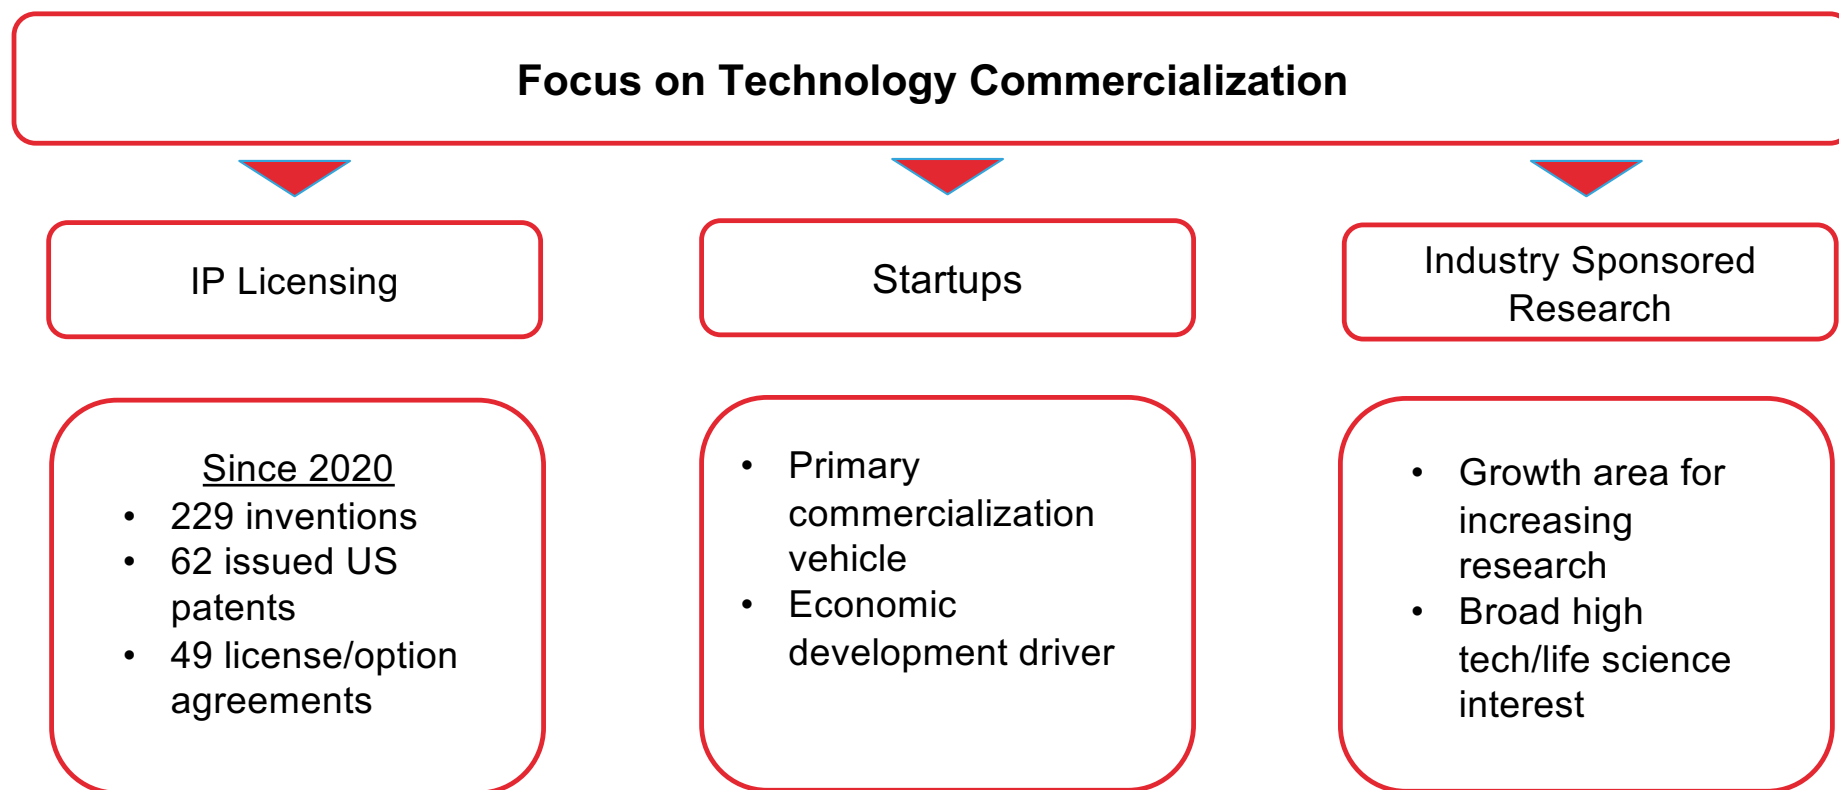 Focus on Technology Commercialization
IP Licensing
Startups
Industry Sponsored
Research
Since 2020
• 229 inventions
• 62 issued US
patents
• 49 license/option
agreements
• Primary
commercialization
vehicle
• Economic
development driver
• Growth area for
increasing
research
• Broad high
tech/life science
interest